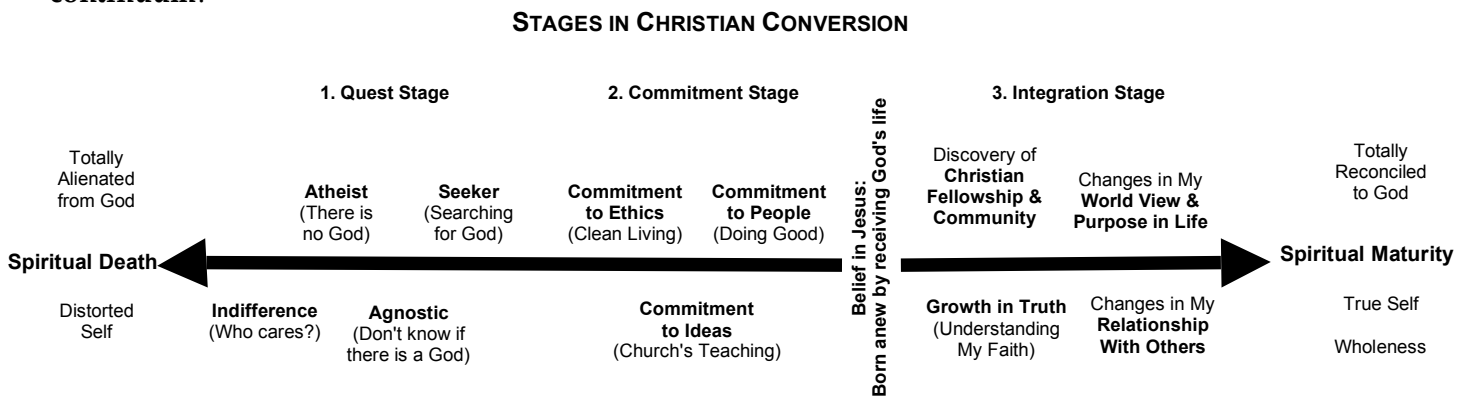 STAGES IN CHRISTIAN CONVERSION
1. Quest Stage
2. Commitment Stage
3. Integration Stage
Totally
Alienated
from God
Atheist
(There is
no God)
Seeker
(Searching
for God)
Commitment
to Ethics
(Clean Living)
Commitment
to People
(Doing Good)
Belief in Jesus:
Born anew by receiving God's life
Discovery of
Christian
Fellowship &
Community
Changes in My
World View &
Purpose in Life
Totally
Reconciled
to God
Spiritual Death
Spiritual Maturity
Distorted
Self
Indifference
(Who cares?)
Agnostic
(Don't know if
there is a God)
Commitment
to Ideas
(Church's Teaching)
Growth in Truth
(Understanding
My Faith)
Changes in My
Relationship
With Others
True Self
Wholeness